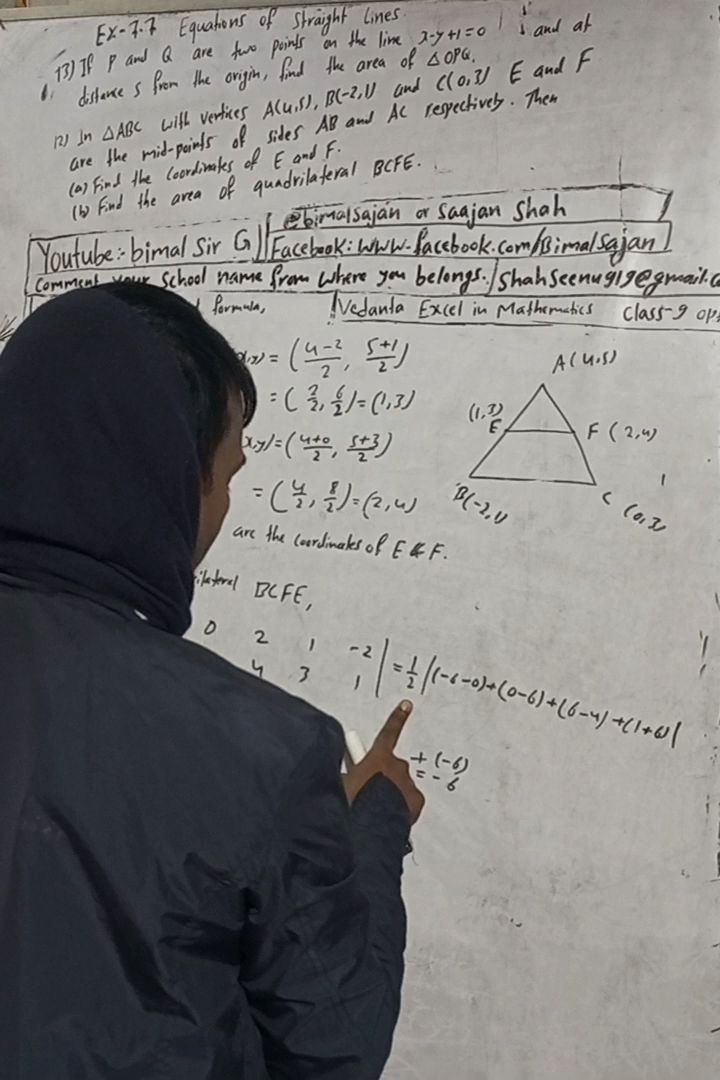 Ex-7.7 Equations of Straight Lines
13) If P and Q are two points on the line x-y+1=0 and at
distance 5 from the origin, find the area of △OPQ.
12) In △ABC with vertices A(4,5), B(-2,1) and C(0,3) E and F
are the mid-points of sides AB and AC respectively. Then
(a) Find the coordinates of E and F.
(b) Find the area of quadrilateral BCFE.
@bimalsajan or Saajan Shah
Youtube:- bimal Sir G
Facebook: www.facebook.com/Bimalsajan
Comment your School name from where you belongs./shahseenu919@gmail.c
formula,
Vedanta Excel in Mathematics Class-9 op
x,y) = (4-2/2, 5+1/2)
= (2/2, 6/2) = (1,3)
x,y) = (4+0/2, 5+3/2)
= (4/2, 8/2) = (2,4)
A(4,5)
(1,3)
E
F (2,4)
B(-2,1)
C (0,3)
are the coordinates of E & F.
ilateral BCFE,
0 2 1 -2
4 3 1 | = 1/2 |(-6-0)+(0-6)+(6-4)+(1+6)|
+ (-6)
= -6